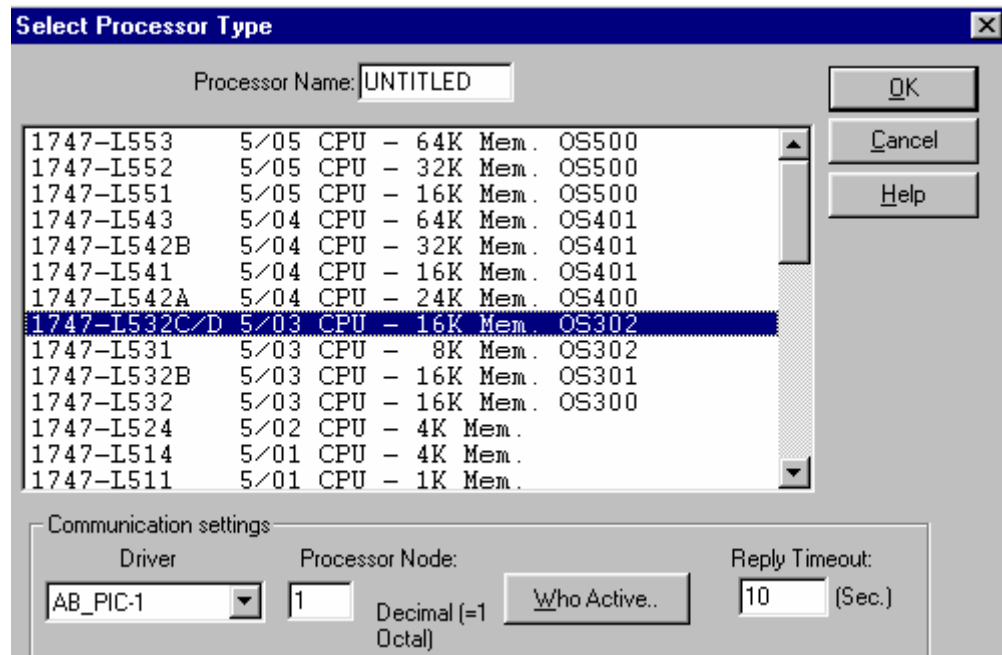 Select Processor Type
Processor Name: UNTITLED
OK
Cancel
Help
1747-L553 5/05 CPU - 64K Mem. OS500
1747-L552 5/05 CPU - 32K Mem. OS500
1747-L551 5/05 CPU - 16K Mem. OS500
1747-L543 5/04 CPU - 64K Mem. OS401
1747-L542B 5/04 CPU - 32K Mem. OS401
1747-L541 5/04 CPU - 16K Mem. OS401
1747-L542A 5/04 CPU - 24K Mem. OS400
1747-L532C/D 5/03 CPU - 16K Mem. OS302
1747-L531 5/03 CPU - 8K Mem. OS302
1747-L532B 5/03 CPU - 16K Mem. OS301
1747-L532 5/03 CPU - 16K Mem. OS300
1747-L524 5/02 CPU - 4K Mem.
1747-L514 5/01 CPU - 4K Mem.
1747-L511 5/01 CPU - 1K Mem.
Communication settings
Driver
AB_PIC-1
Processor Node:
1
Decimal (=1
Octal)
Who Active..
Reply Timeout:
10 (Sec.)